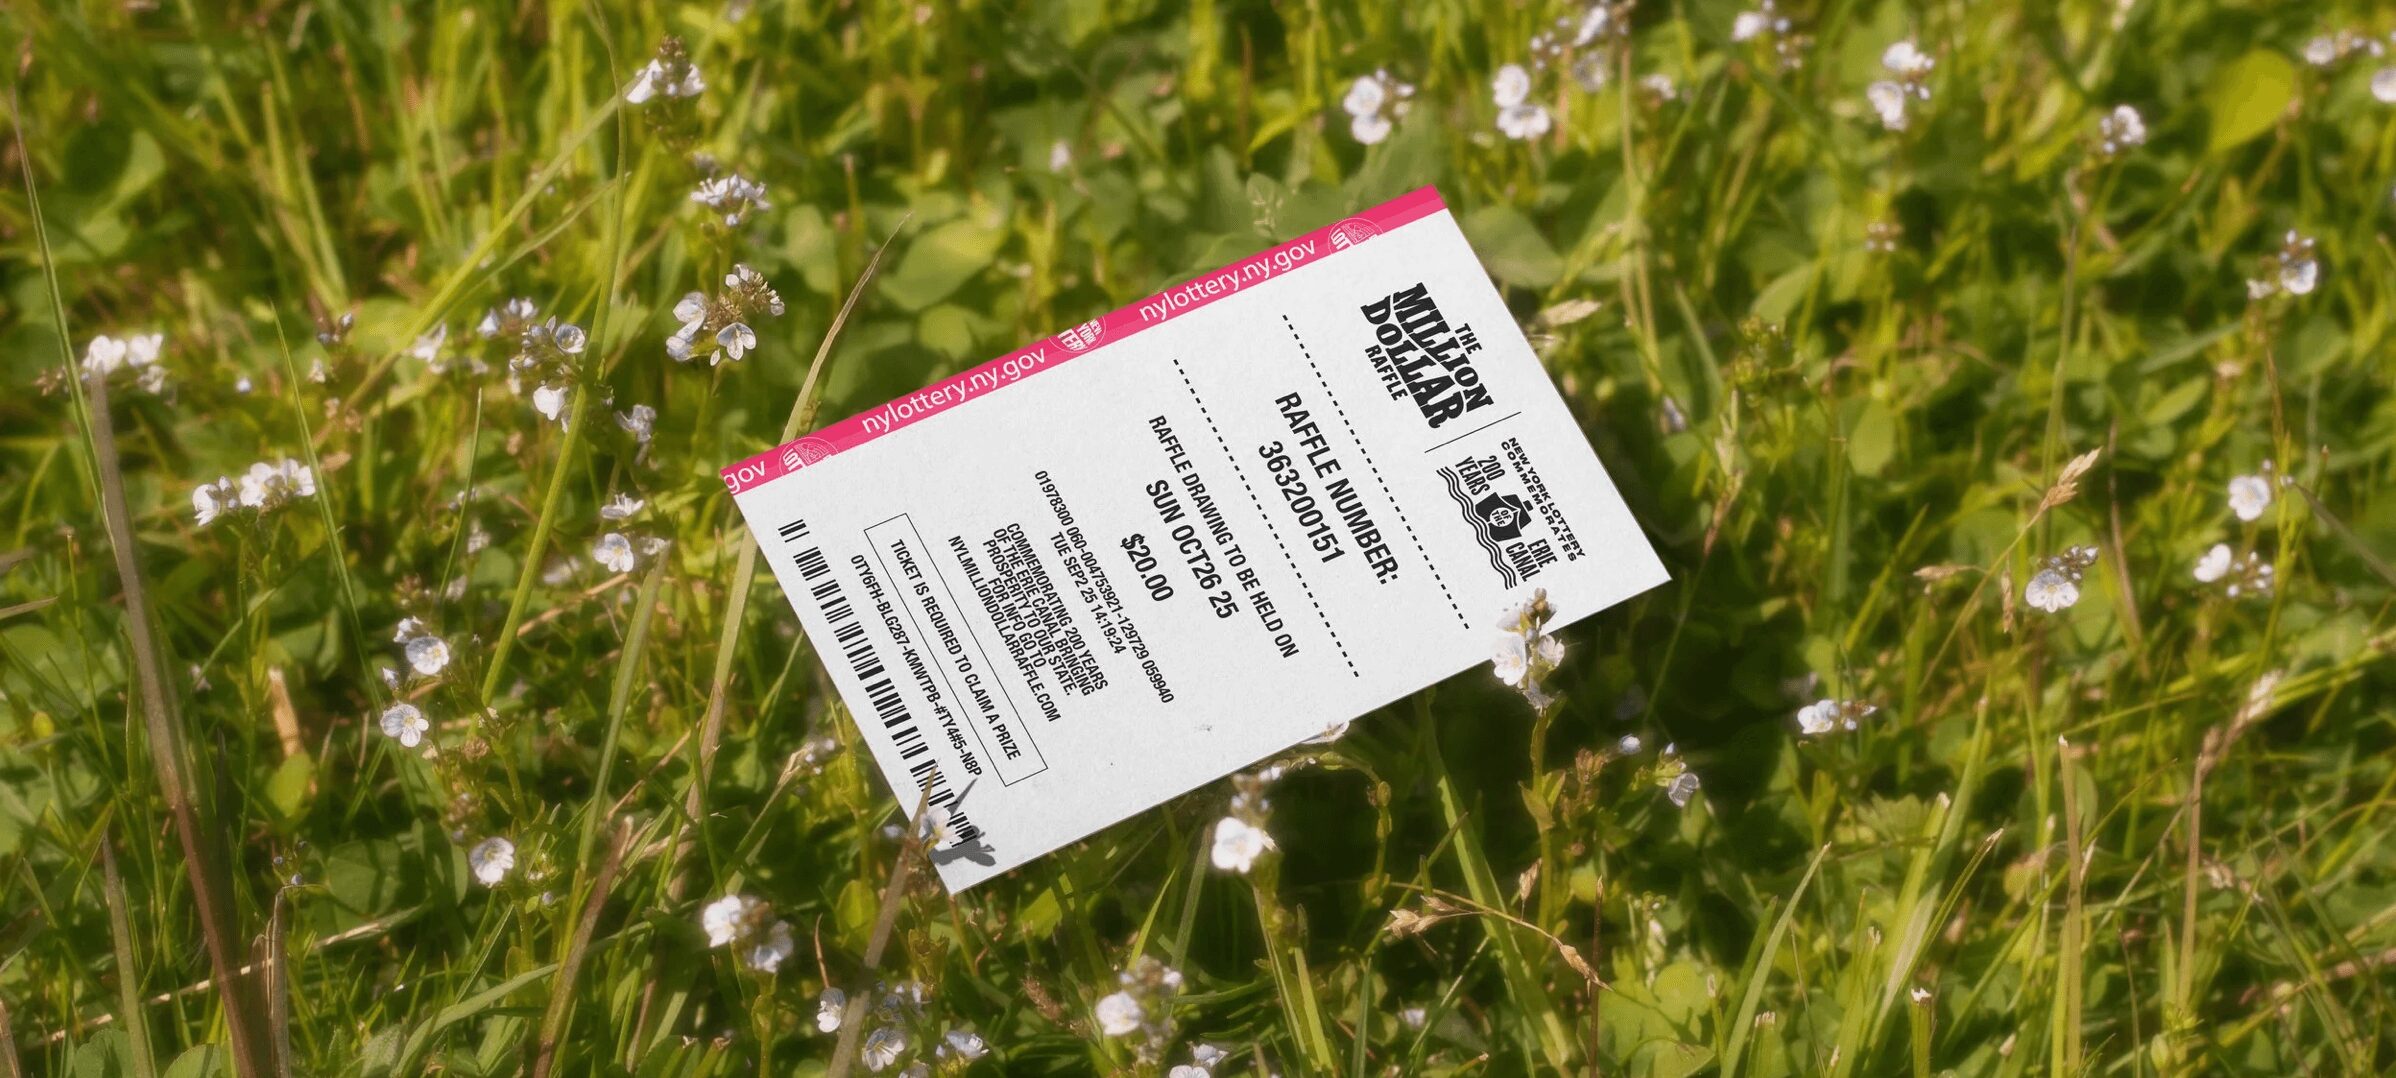 nylottery.ny.gov
nylottery.ny.gov
gov
THE
MILLION
DOLLAR
RAFFLE
NEW YORK LOTTERY
COMMEMORATES
200
YEARS
OF THE
ERIE
CANAL
RAFFLE NUMBER:
363200151
RAFFLE DRAWING TO BE HELD ON
SUN OCT26 25
$20.00
01978300 060-004753921-129729 059940
TUE SEP2 25 14:19:24
COMMEMORATING 200 YEARS
OF THE ERIE CANAL BRINGING
PROSPERITY TO OUR STATE.
FOR INFO GO TO
NYLMILLIONDOLLARRAFFLE.COM
TICKET IS REQUIRED TO CLAIM A PRIZE
0TY6FH-BLG287-KMWTPB-#TY4#5-N8P